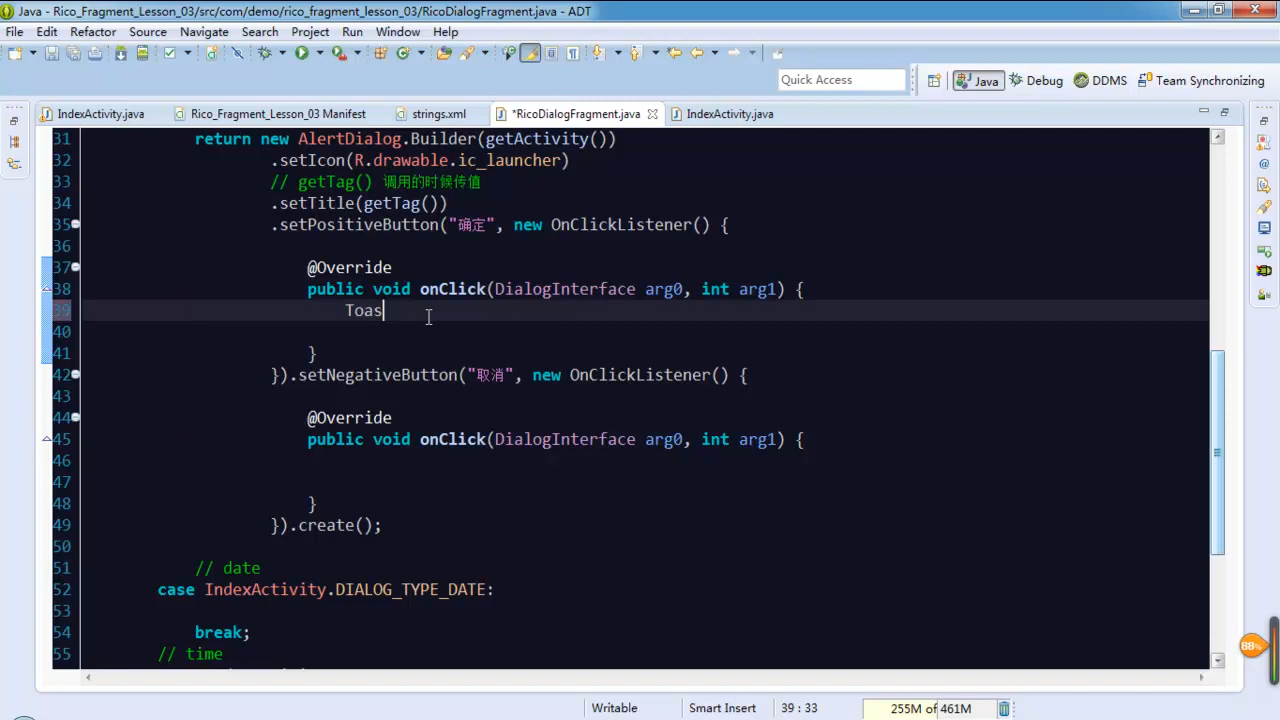 Java - Rico_Fragment_Lesson_03/src/com/demo/rico_fragment_lesson_03/RicoDialogFragment.java - ADT
File Edit Refactor Source Navigate Search Project Run Window Help
Quick Access
Java Debug DDMS Team Synchronizing
IndexActivity.java Rico_Fragment_Lesson_03 Manifest strings.xml *RicoDialogFragment.java IndexActivity.java
31 return new AlertDialog.Builder(getActivity())
32 .setIcon(R.drawable.ic_launcher)
33 // getTag() 调用的时候传值
34 .setTitle(getTag())
35 .setPositiveButton("确定", new OnClickListener() {
36
37 @Override
38 public void onClick(DialogInterface arg0, int arg1) {
39 Toas
40
41 }
42 }).setNegativeButton("取消", new OnClickListener() {
43
44 @Override
45 public void onClick(DialogInterface arg0, int arg1) {
46
47
48 }
49 }).create();
50
51 // date
52 case IndexActivity.DIALOG_TYPE_DATE:
53
54 break;
55 // time
88%
Writable Smart Insert 39 : 33 255M of 461M